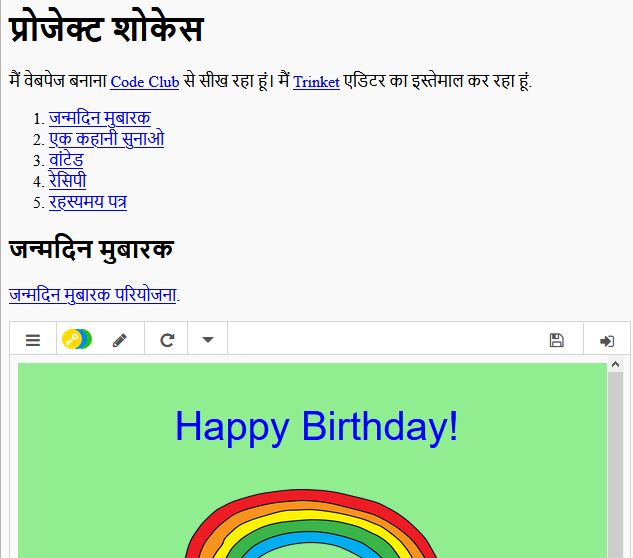 प्रोजेक्ट शोकेस
मैं वेबपेज बनाना Code Club से सीख रहा हूं। मैं Trinket एडिटर का इस्तेमाल कर रहा हूं.
1. जन्मदिन मुबारक
2. एक कहानी सुनाओ
3. वांटेड
4. रेसिपी
5. रहस्यमय पत्र
जन्मदिन मुबारक
जन्मदिन मुबारक परियोजना.
Happy Birthday!